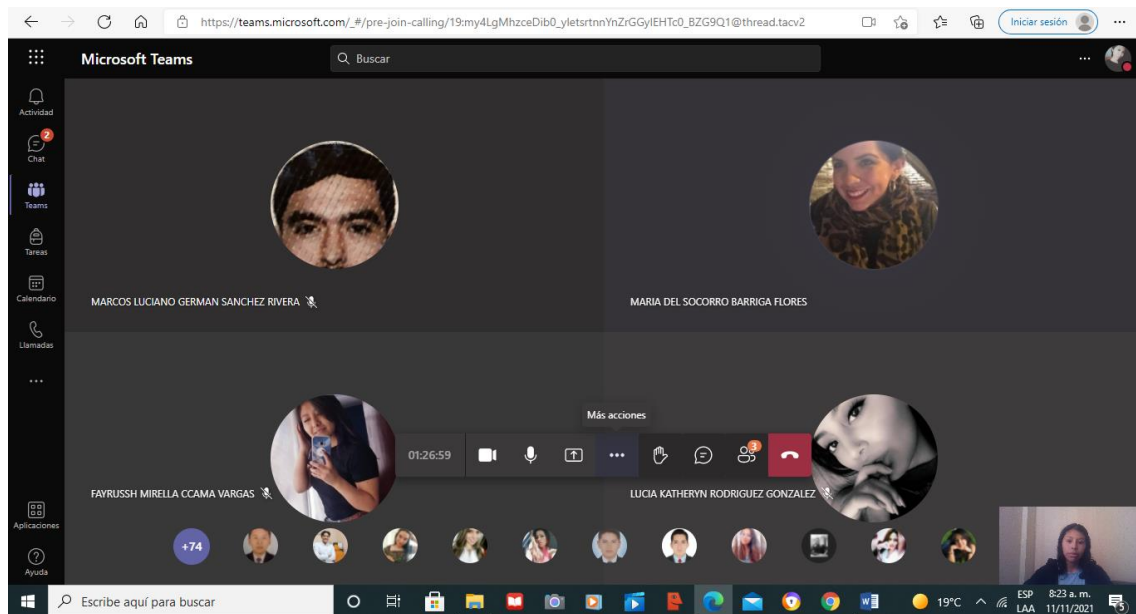 https://teams.microsoft.com/_#/pre-join-calling/19:my4LgMhzceDib0_yletsrtnnYnZrGGylEHTc0_BZG9Q1@thread.tacv2
Iniciar sesión
Microsoft Teams
Buscar
Actividad
2
Chat
Teams
Tareas
Calendario
Llamadas
MARCOS LUCIANO GERMAN SANCHEZ RIVERA
MARIA DEL SOCORRO BARRIGA FLORES
Más acciones
01:26:59
3
FAYRUSSH MIRELLA CCAMA VARGAS
LUCIA KATHERYN RODRIGUEZ GONZALEZ
+74
Aplicaciones
Ayuda
Escribe aquí para buscar
19°C
ESP
LAA
8:23 a. m.
11/11/2021
5